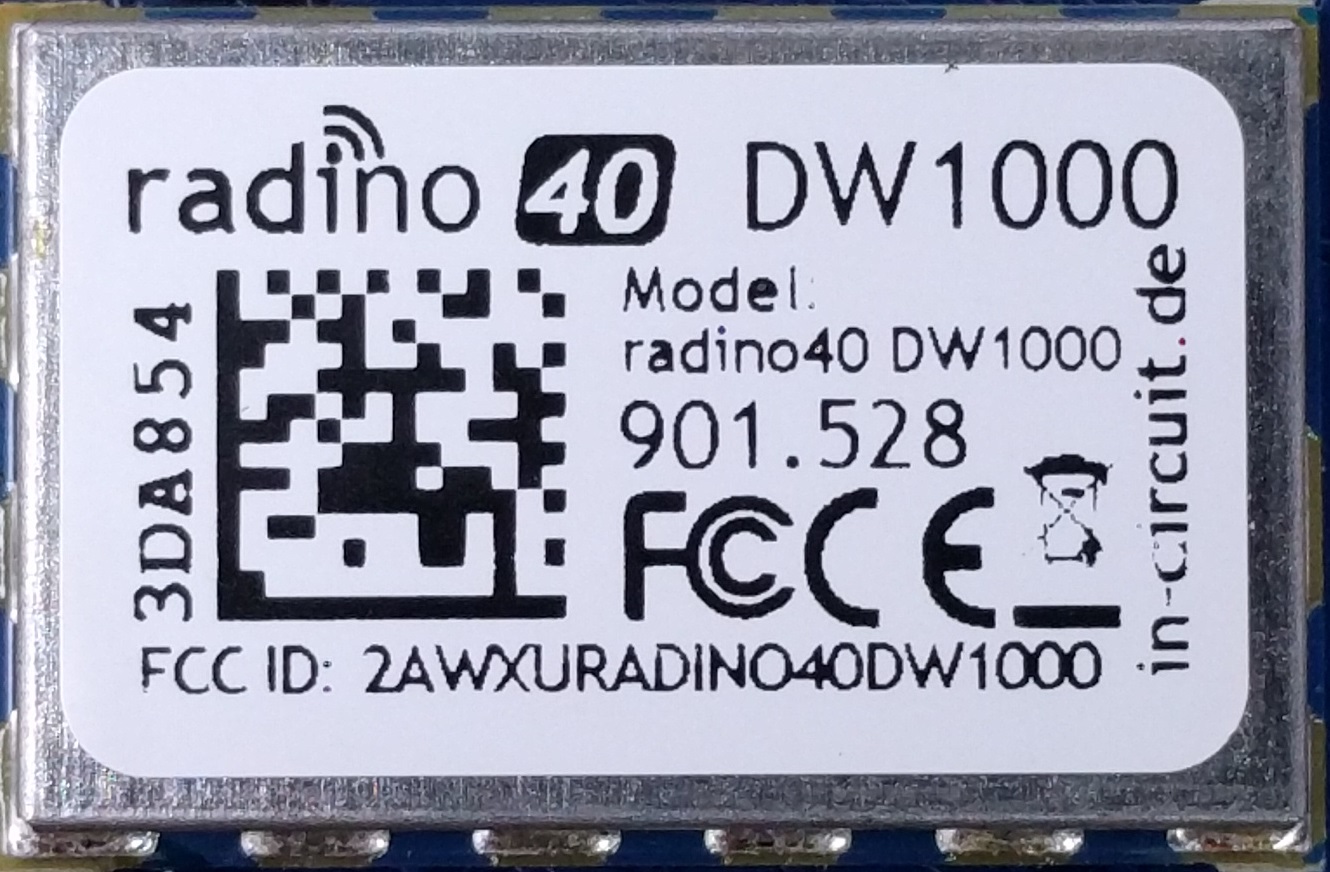 radino 40 DW1000
Model:
radino40 DW1000
901.528
FCC CE
3DA854
in-circuit.de
FCC ID: 2AWXURADINO40DW1000